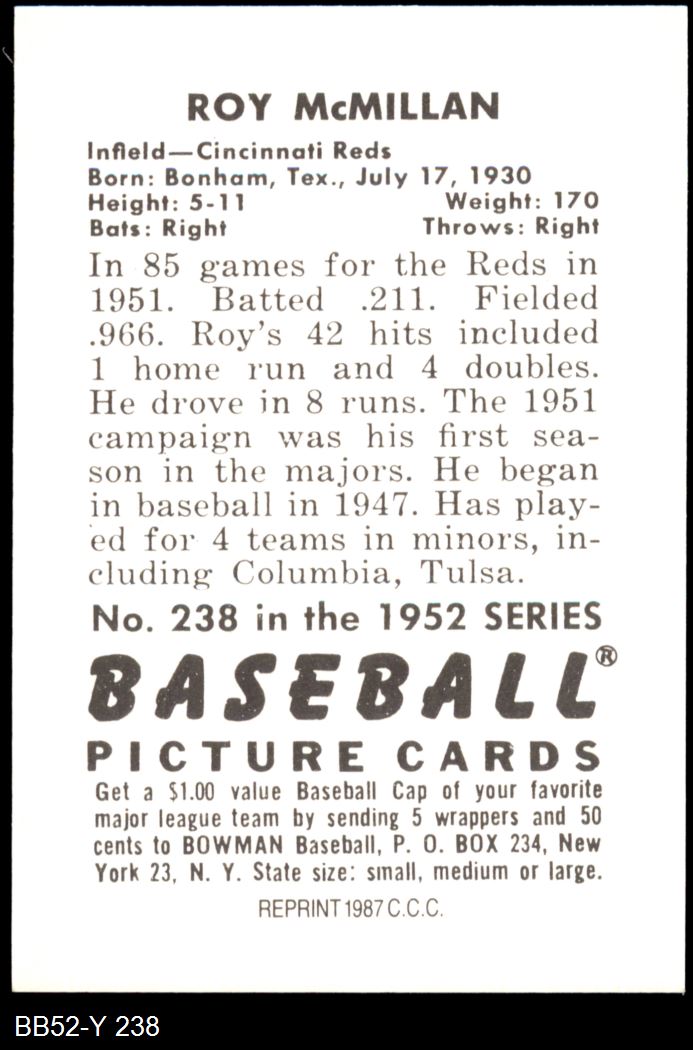 ROY McMILLAN
Infield—Cincinnati Reds
Born: Bonham, Tex., July 17, 1930
Height: 5-11 Weight: 170
Bats: Right Throws: Right
In 85 games for the Reds in
1951. Batted .211. Fielded
.966. Roy's 42 hits included
1 home run and 4 doubles.
He drove in 8 runs. The 1951
campaign was his first sea-
son in the majors. He began
in baseball in 1947. Has play-
ed for 4 teams in minors, in-
cluding Columbia, Tulsa.
No. 238 in the 1952 SERIES
BASEBALL®
PICTURE CARDS
Get a $1.00 value Baseball Cap of your favorite
major league team by sending 5 wrappers and 50
cents to BOWMAN Baseball, P. O. BOX 234, New
York 23, N. Y. State size: small, medium or large.
REPRINT 1987 C.C.C.
BB52-Y 238